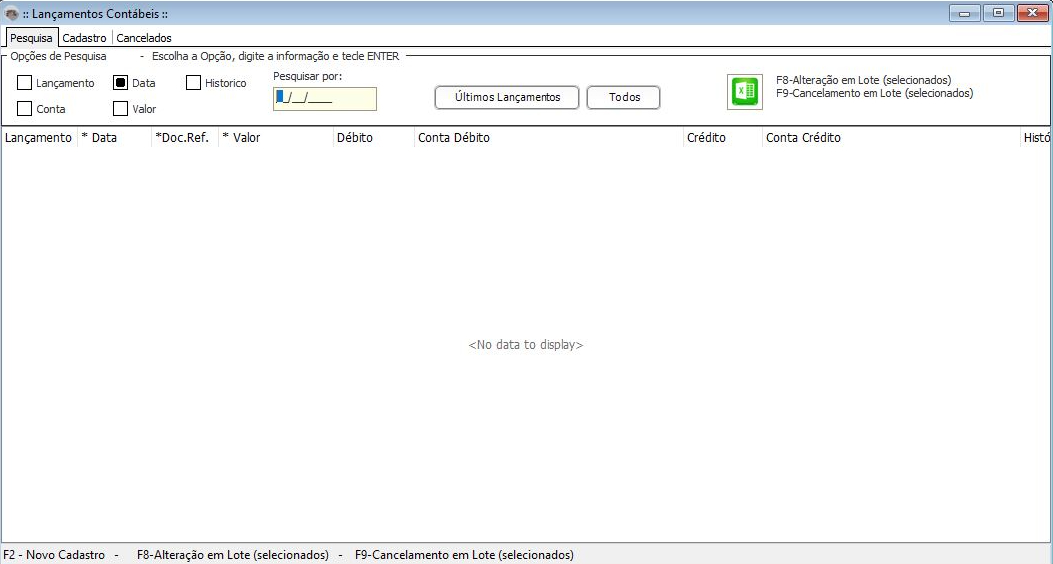 :: Lançamentos Contábeis ::
Pesquisa Cadastro Cancelados
Opções de Pesquisa - Escolha a Opção, digite a informação e tecle ENTER
Lançamento Data Historico Pesquisar por: F8-Alteração em Lote (selecionados)
Conta Valor _/__/____ Últimos Lançamentos Todos F9-Cancelamento em Lote (selecionados)
Lançamento * Data *Doc.Ref. * Valor Débito Conta Débito Crédito Conta Crédito Histó
<No data to display>
F2 - Novo Cadastro - F8-Alteração em Lote (selecionados) - F9-Cancelamento em Lote (selecionados)